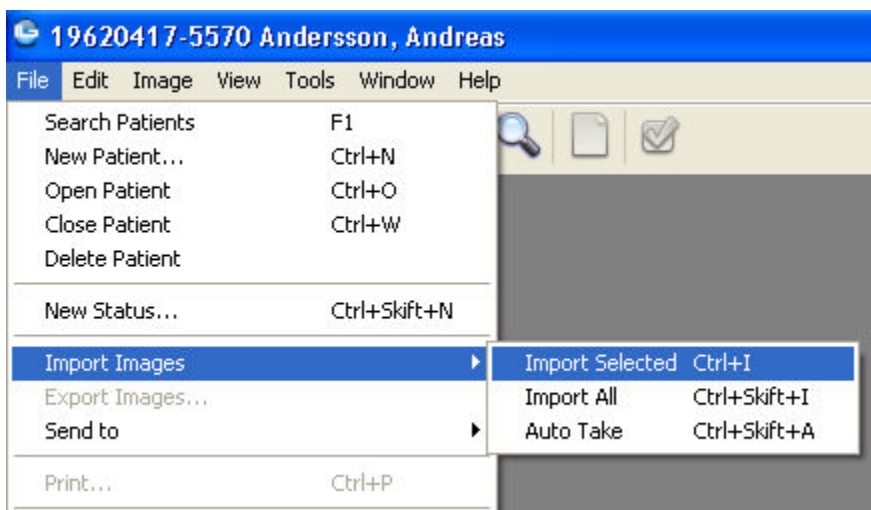 19620417-5570 Andersson, Andreas
File Edit Image View Tools Window Help
Search Patients F1
New Patient... Ctrl+N
Open Patient Ctrl+O
Close Patient Ctrl+W
Delete Patient
New Status... Ctrl+Skift+N
Import Images
Import Selected Ctrl+I
Export Images...
Import All Ctrl+Skift+I
Send to
Auto Take Ctrl+Skift+A
Print... Ctrl+P